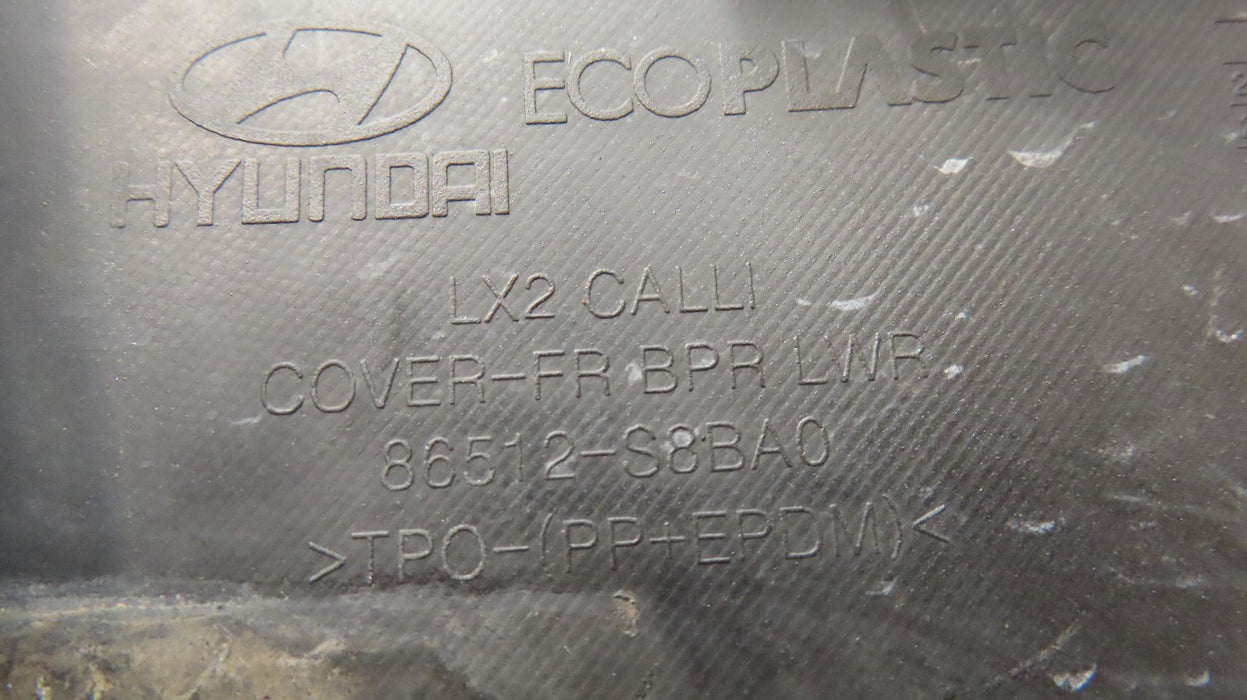 HYUNDAI
ECOPLASTIC
LX2 CALLI
COVER-FR BPR LWR
86512-S8BA0
>TPO-(PP+EPDM)<